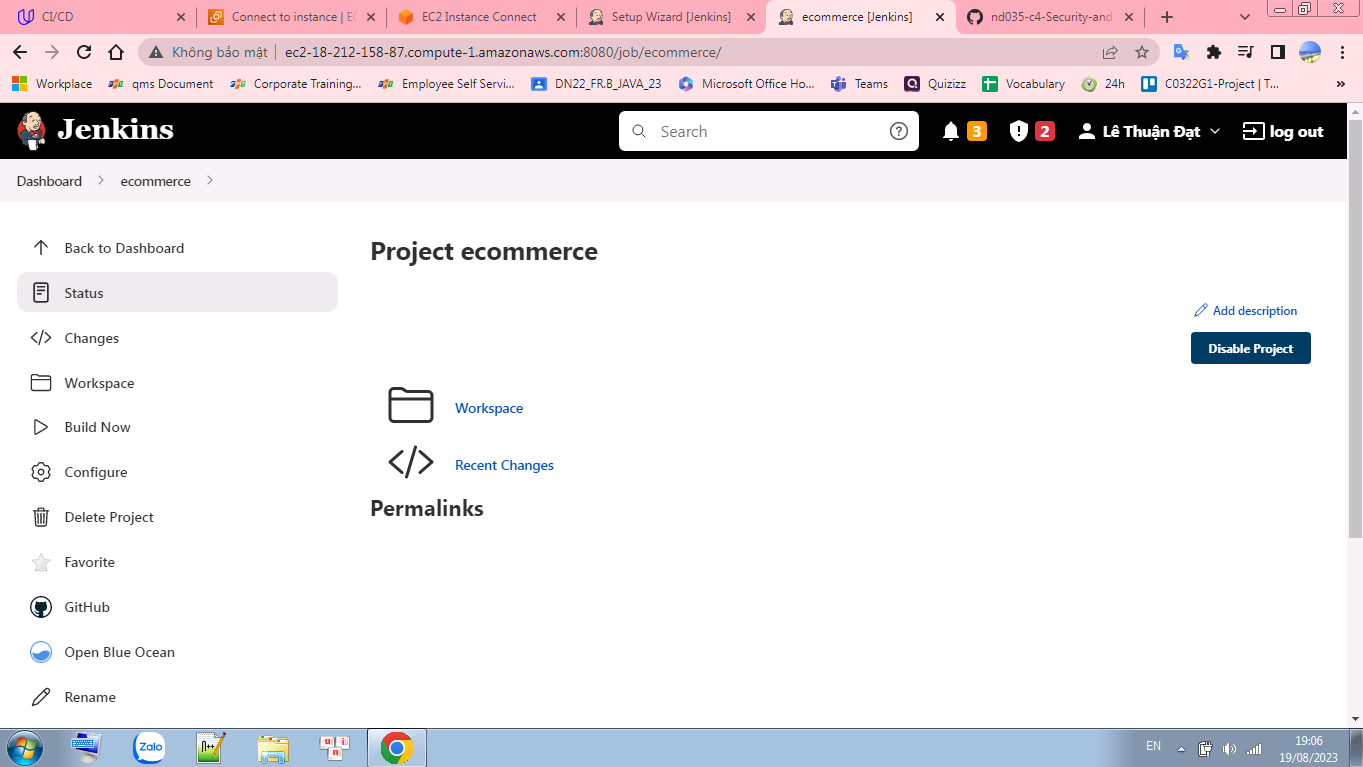 CI/CD
Connect to instance | EC
EC2 Instance Connect
Setup Wizard [Jenkins]
ecommerce [Jenkins]
nd035-c4-Security-and-
Không bảo mật
ec2-18-212-158-87.compute-1.amazonaws.com:8080/job/ecommerce/
Workplace
qms Document
Corporate Training...
Employee Self Servi...
DN22_FR.B_JAVA_23
Microsoft Office Ho...
Teams
Quizizz
Vocabulary
24h
C0322G1-Project | T...
»
Jenkins
Search
3
2
Lê Thuận Đạt
log out
Dashboard
ecommerce
Back to Dashboard
Status
Changes
Workspace
Build Now
Configure
Delete Project
Favorite
GitHub
Open Blue Ocean
Rename
Project ecommerce
Add description
Disable Project
Workspace
Recent Changes
Permalinks
Zalo
EN
19:06
19/08/2023